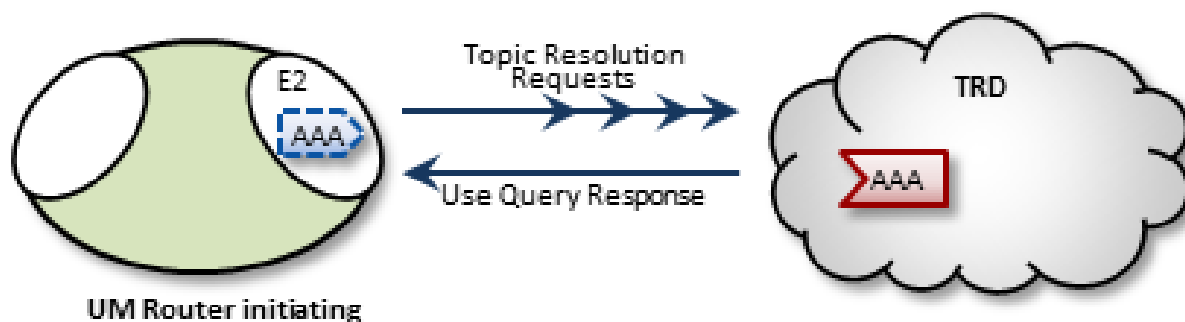 Topic Resolution
Requests
E2
TRD
AAA
AAA
Use Query Response
UM Router initiating